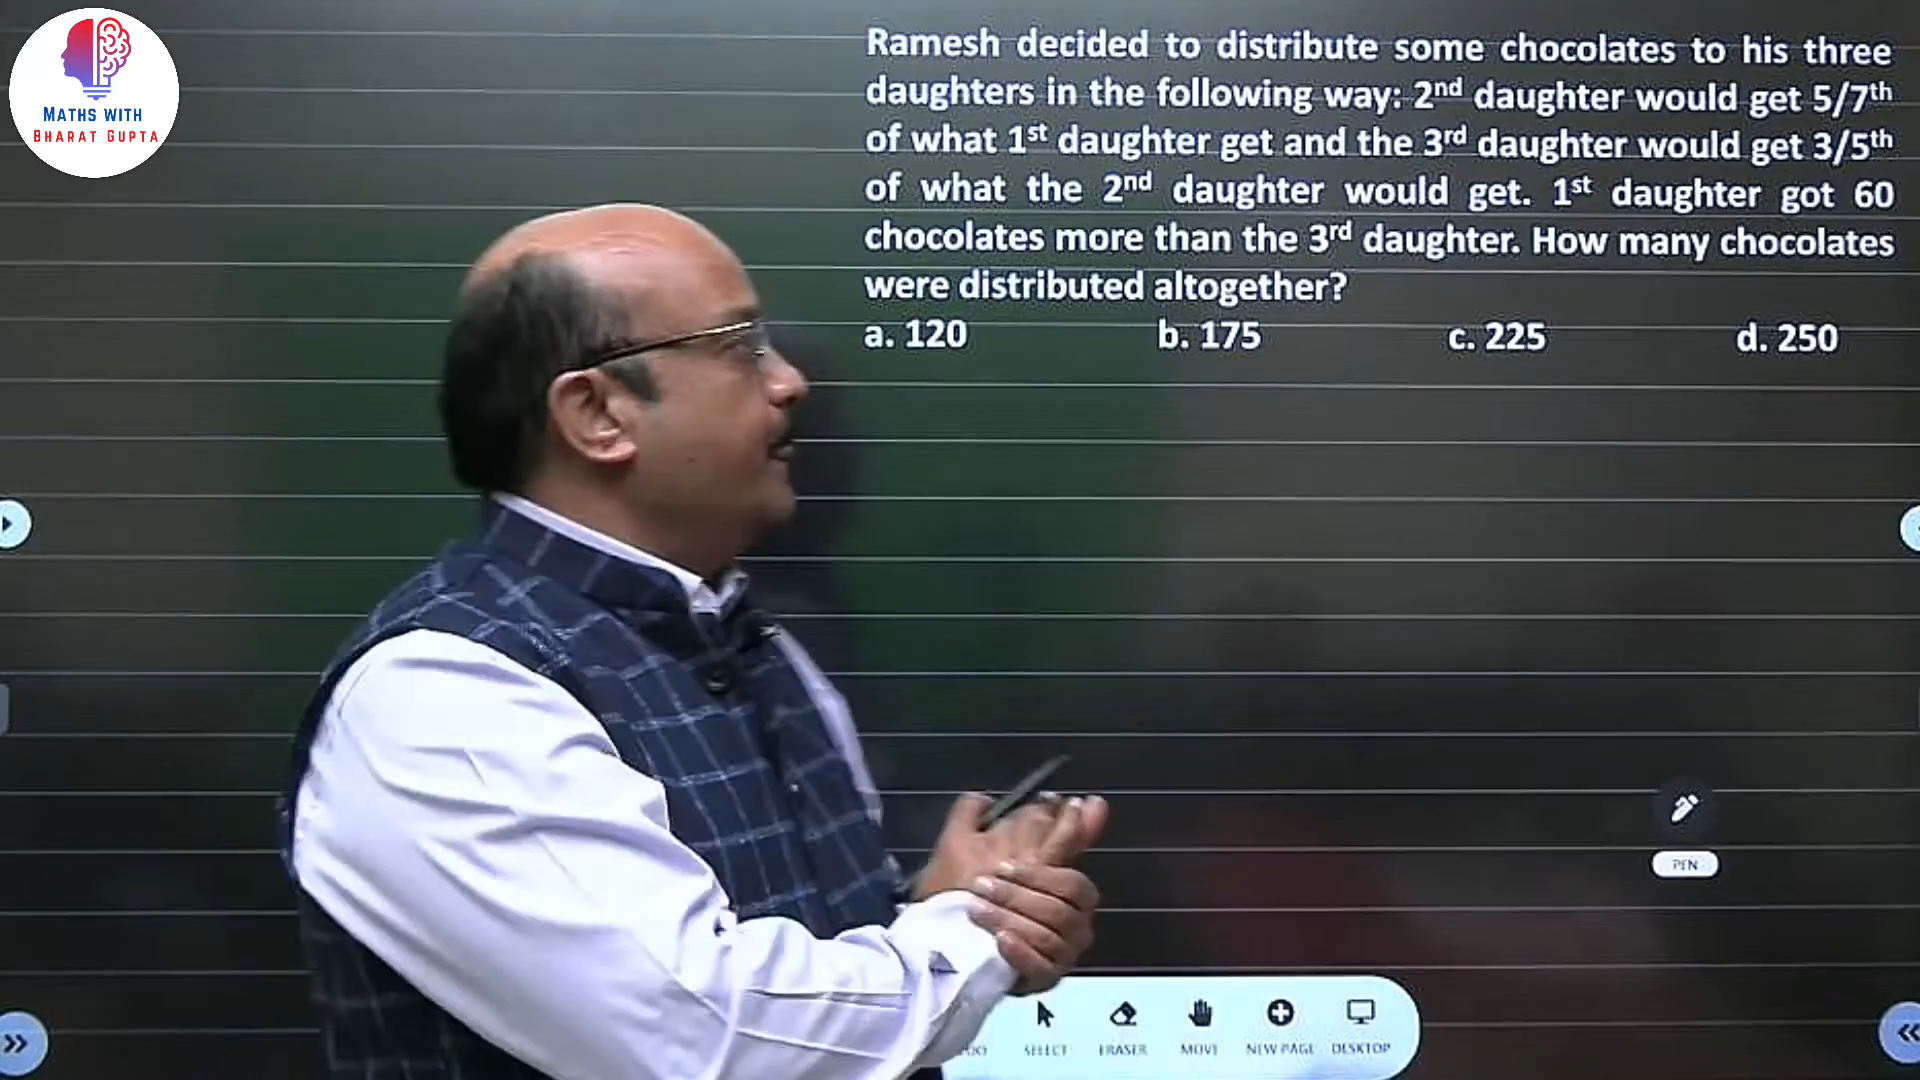 MATHS WITH
BHARAT GUPTA
Ramesh decided to distribute some chocolates to his three
daughters in the following way: 2nd daughter would get 5/7th
of what 1st daughter get and the 3rd daughter would get 3/5th
of what the 2nd daughter would get. 1st daughter got 60
chocolates more than the 3rd daughter. How many chocolates
were distributed altogether?
a. 120 b. 175 c. 225 d. 250
PEN
SELECT ERASER MOVE NEW PAGE DESKTOP